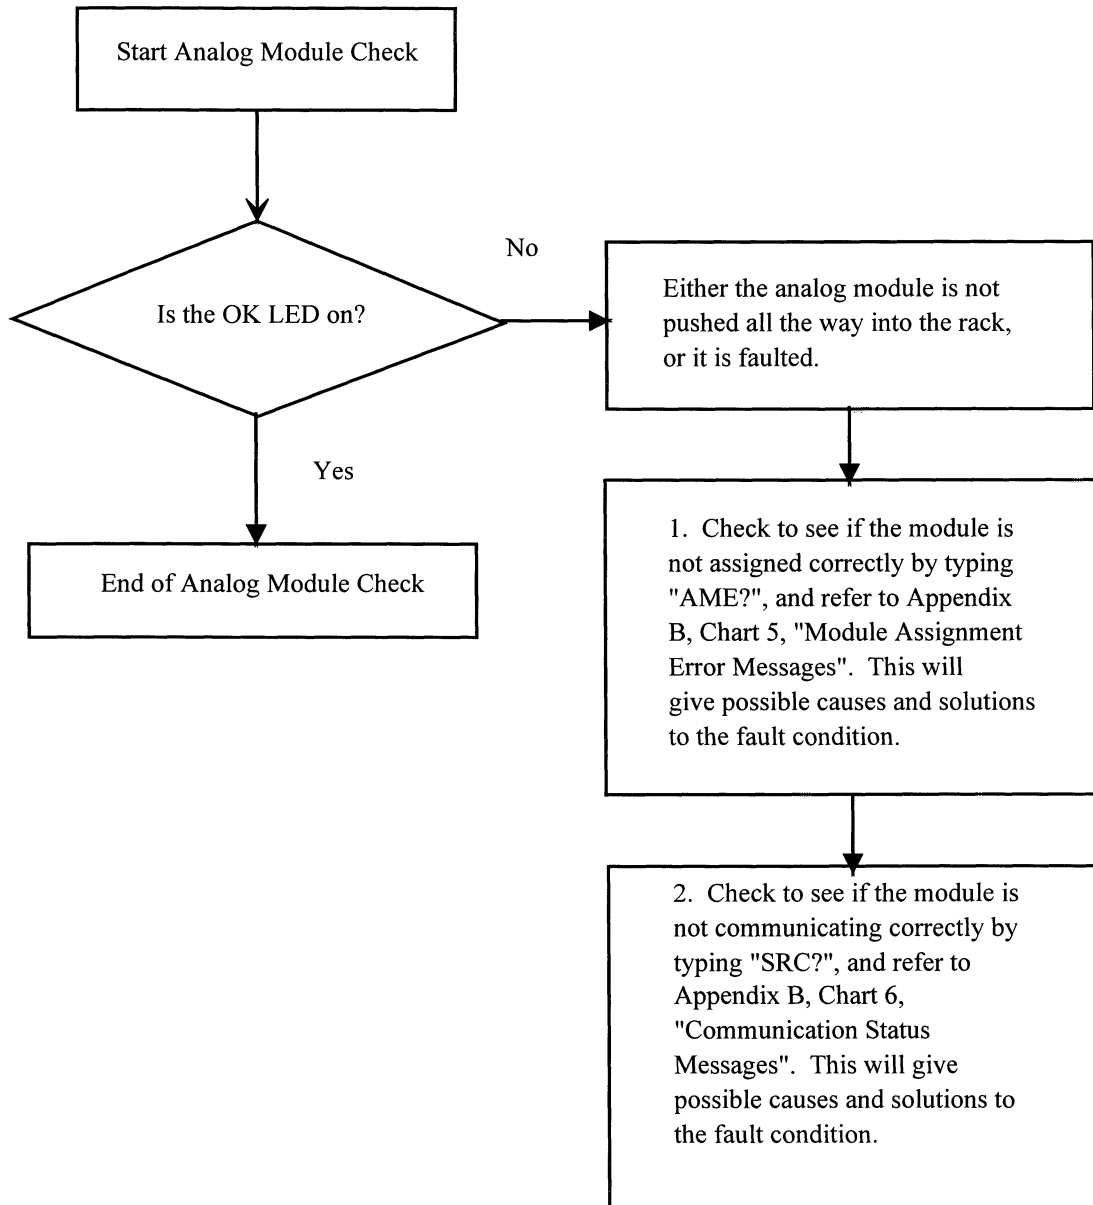 Start Analog Module Check
No
Is the OK LED on?
Either the analog module is not
pushed all the way into the rack,
or it is faulted.
Yes
End of Analog Module Check
1. Check to see if the module is
not assigned correctly by typing
"AME?", and refer to Appendix
B, Chart 5, "Module Assignment
Error Messages". This will
give possible causes and solutions
to the fault condition.
2. Check to see if the module is
not communicating correctly by
typing "SRC?", and refer to
Appendix B, Chart 6,
"Communication Status
Messages". This will give
possible causes and solutions to
the fault condition.